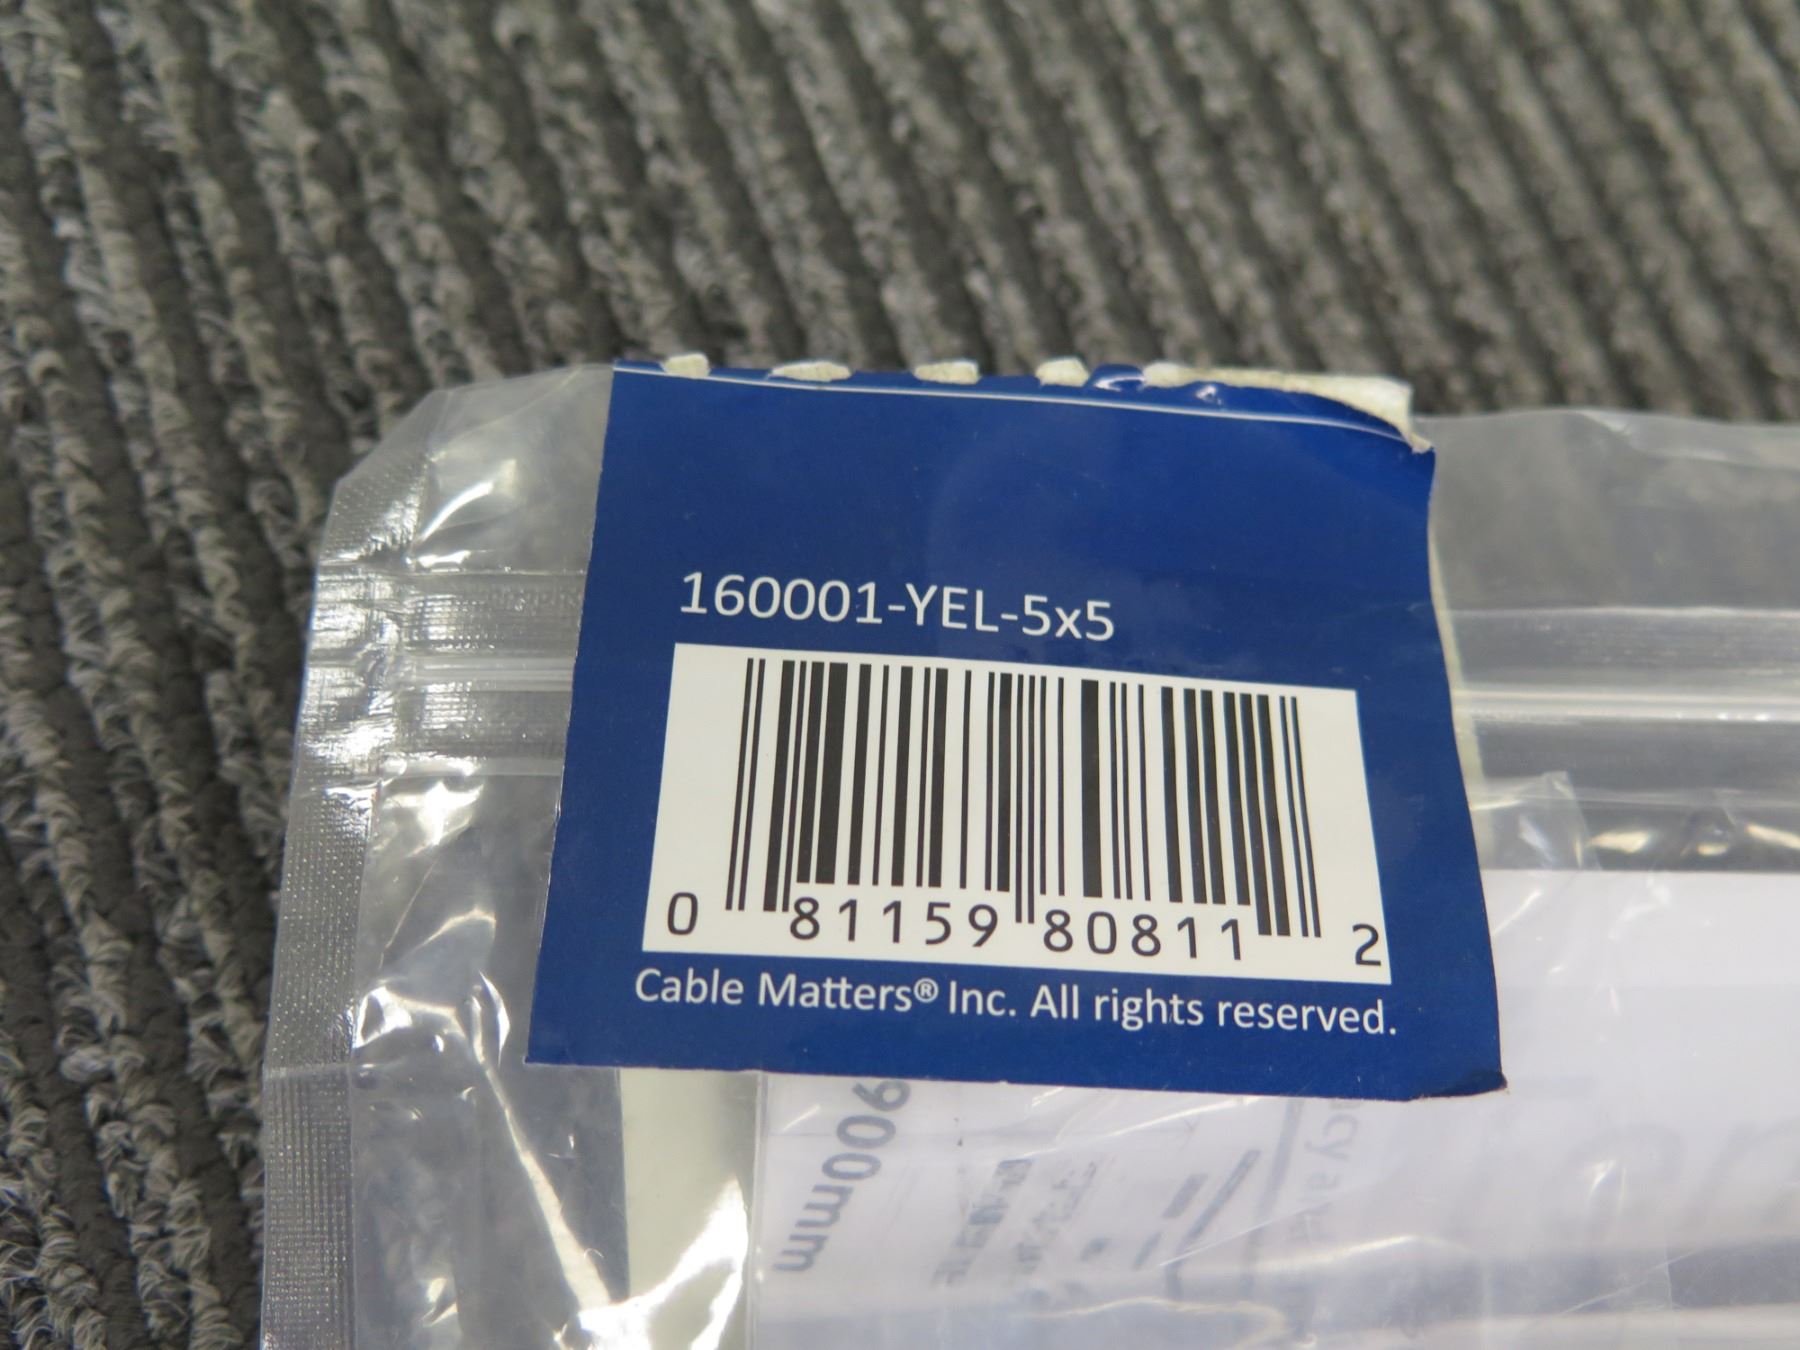 160001-YEL-5x5
0 81159 80811 2
Cable Matters® Inc. All rights reserved.
900mm